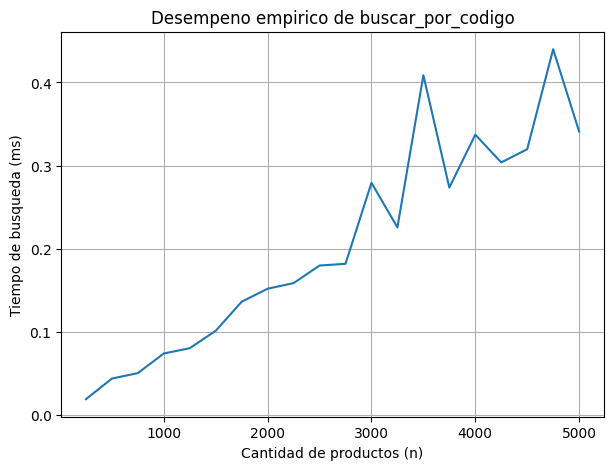 Desempeno empirico de buscar_por_codigo
Tiempo de busqueda (ms)
0.4
0.3
0.2
0.1
0.0
1000 2000 3000 4000 5000
Cantidad de productos (n)